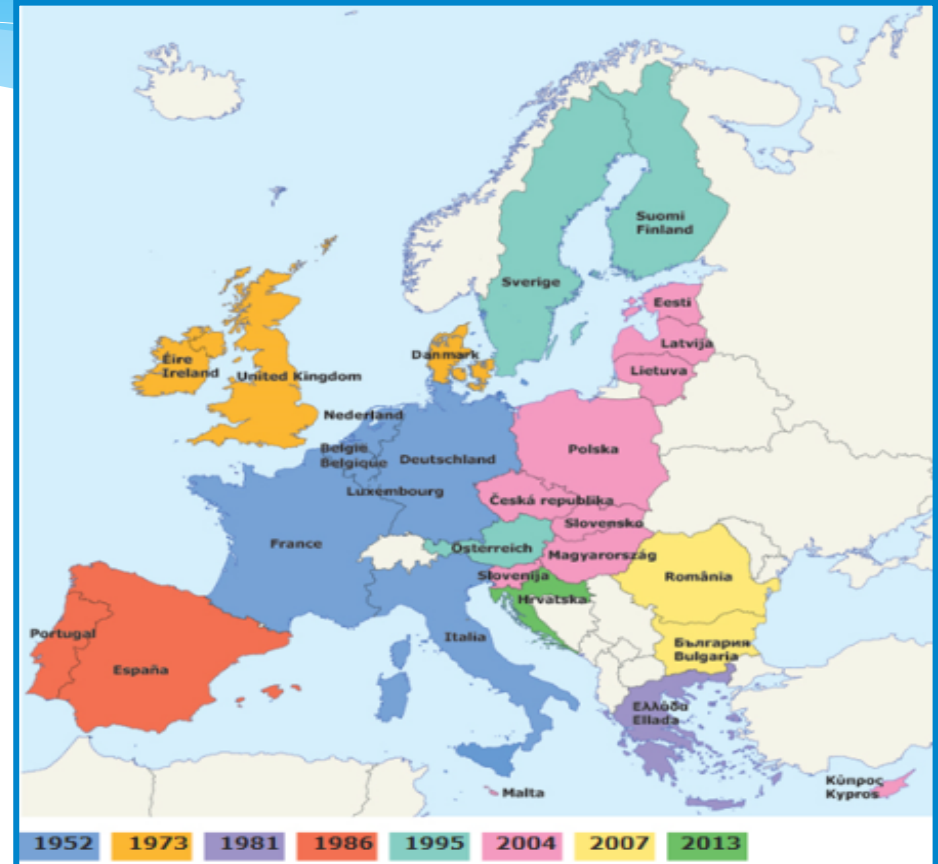 Suomi
Finland
Sverige
Eesti
Latvija
Lietuva
Danmark
Éire
Ireland
United Kingdom
Nederland
België
Belgique
Deutschland
Luxembourg
Polska
Česká republika
Slovensko
France
Österreich
Magyarország
Slovenija
Hrvatska
România
Portugal
España
Italia
България
Bulgaria
Ελλάδα
Ellada
Malta
Κύπρος
Kypros
1952 1973 1981 1986 1995 2004 2007 2013